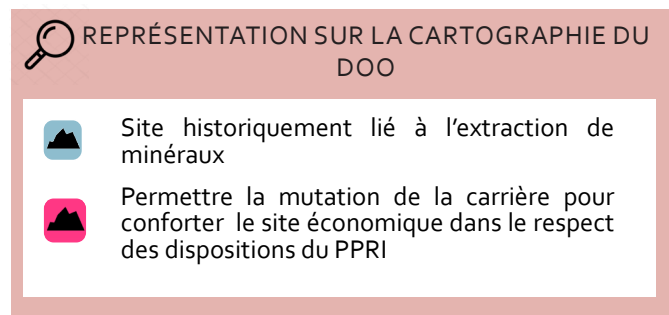 REPRÉSENTATION SUR LA CARTOGRAPHIE DU
DOO
Site historiquement lié à l'extraction de
minéraux
Permettre la mutation de la carrière pour
conforter le site économique dans le respect
des dispositions du PPRI